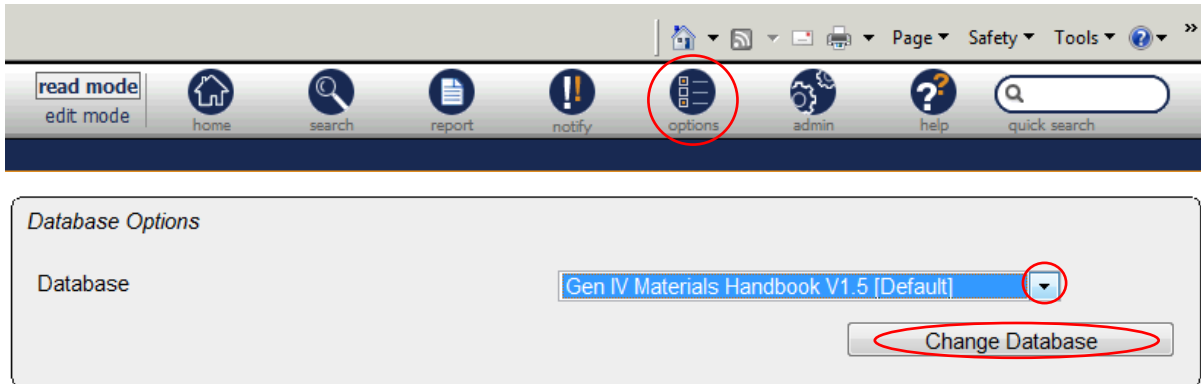 Page Safety Tools »
read mode
edit mode
home search report notify options admin help quick search
Database Options
Database Gen IV Materials Handbook V1.5 [Default]
Change Database